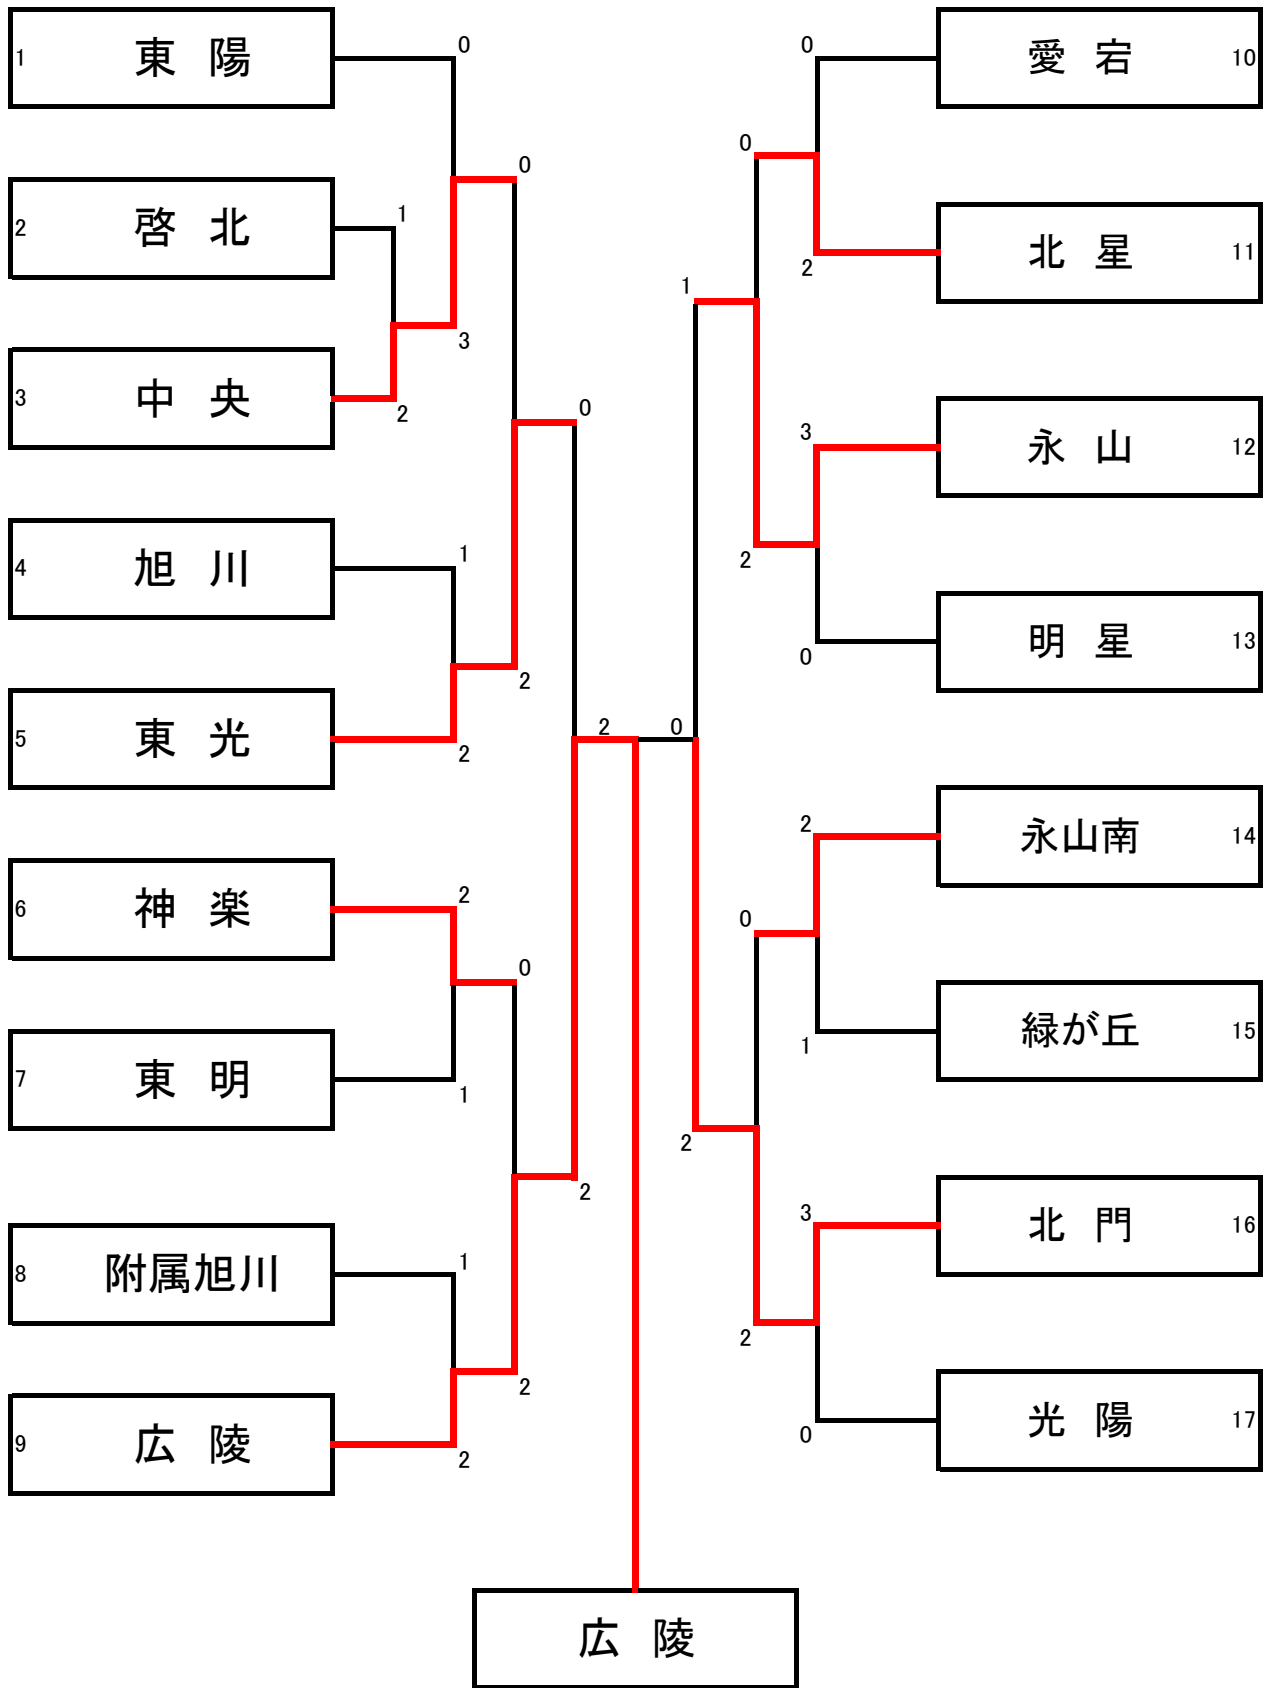 1 東 陽
0
2 啓 北
1
0
3 中 央
2
3
4 旭 川
1
0
5 東 光
2
2
6 神 楽
2
0
7 東 明
1
8 附属旭川
1
2
9 広 陵
2
2
2 0
0
愛 宕 10
0
北 星 11
2
1
3
永 山 12
2
明 星 13
0
2
永山南 14
0
緑が丘 15
1
2
3
北 門 16
2
光 陽 17
0
広 陵